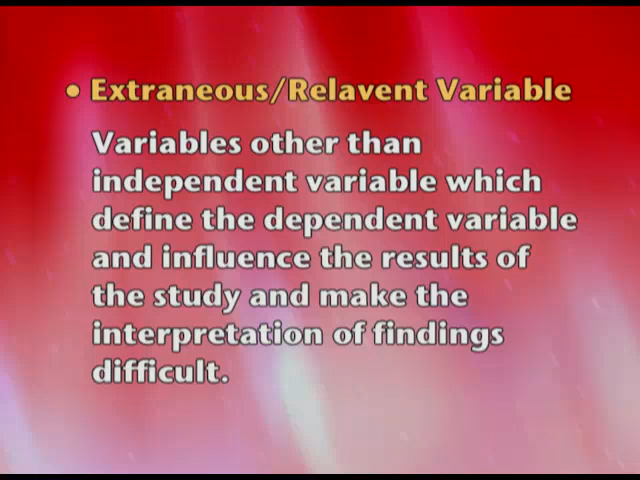 • Extraneous/Relavent Variable
Variables other than
independent variable which
define the dependent variable
and influence the results of
the study and make the
interpretation of findings
difficult.